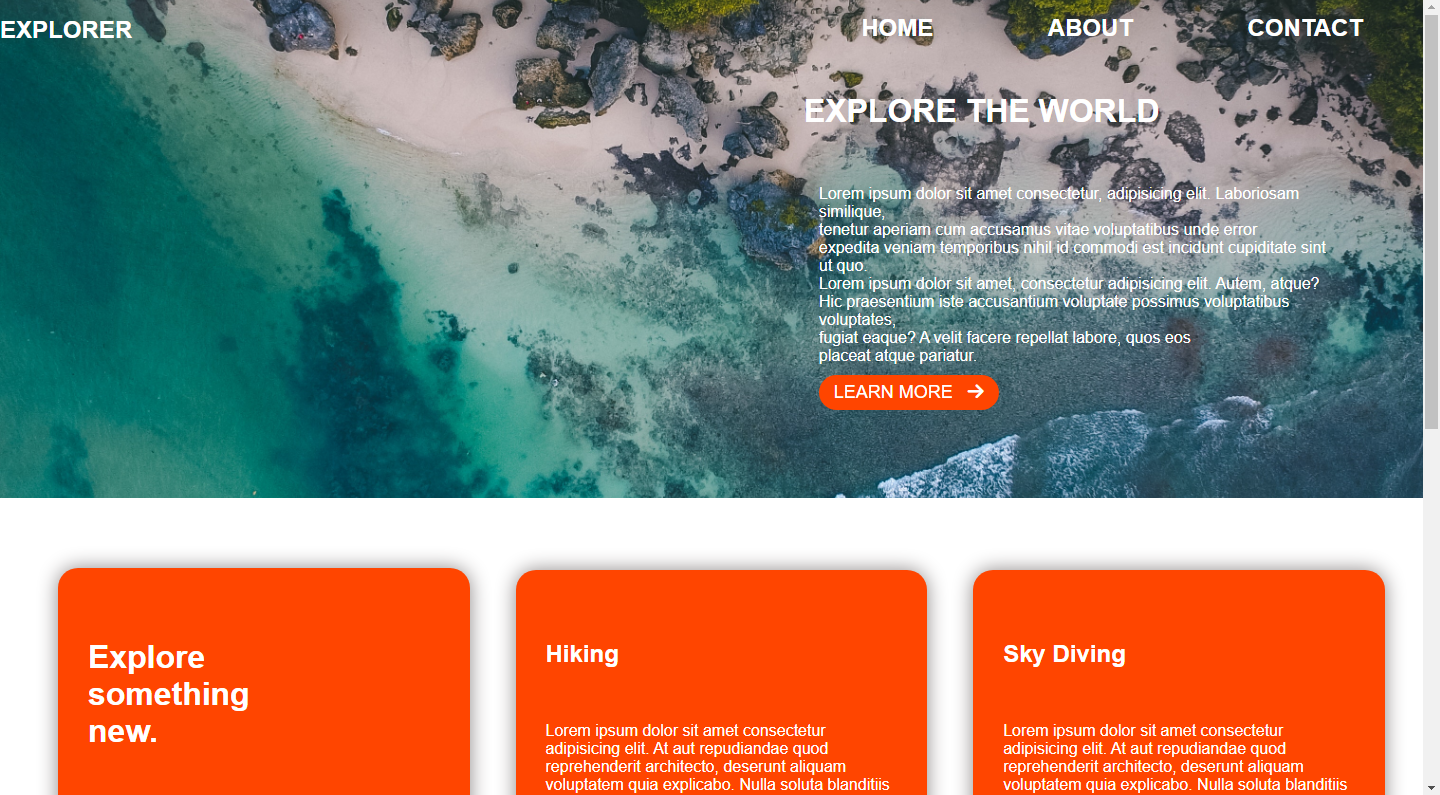 EXPLORER
HOME ABOUT CONTACT
EXPLORE THE WORLD
Lorem ipsum dolor sit amet consectetur, adipisicing elit. Laboriosam
similique,
tenetur aperiam cum accusamus vitae voluptatibus unde error
expedita veniam temporibus nihil id commodi est incidunt cupiditate sint
ut quo.
Lorem ipsum dolor sit amet, consectetur adipisicing elit. Autem, atque?
Hic praesentium iste accusantium voluptate possimus voluptatibus
voluptates,
fugiat eaque? A velit facere repellat labore, quos eos
placeat atque pariatur.
LEARN MORE
Explore
something
new.
Hiking
Lorem ipsum dolor sit amet consectetur
adipisicing elit. At aut repudiandae quod
reprehenderit architecto, deserunt aliquam
voluptatem quia explicabo. Nulla soluta blanditiis
Sky Diving
Lorem ipsum dolor sit amet consectetur
adipisicing elit. At aut repudiandae quod
reprehenderit architecto, deserunt aliquam
voluptatem quia explicabo. Nulla soluta blanditiis